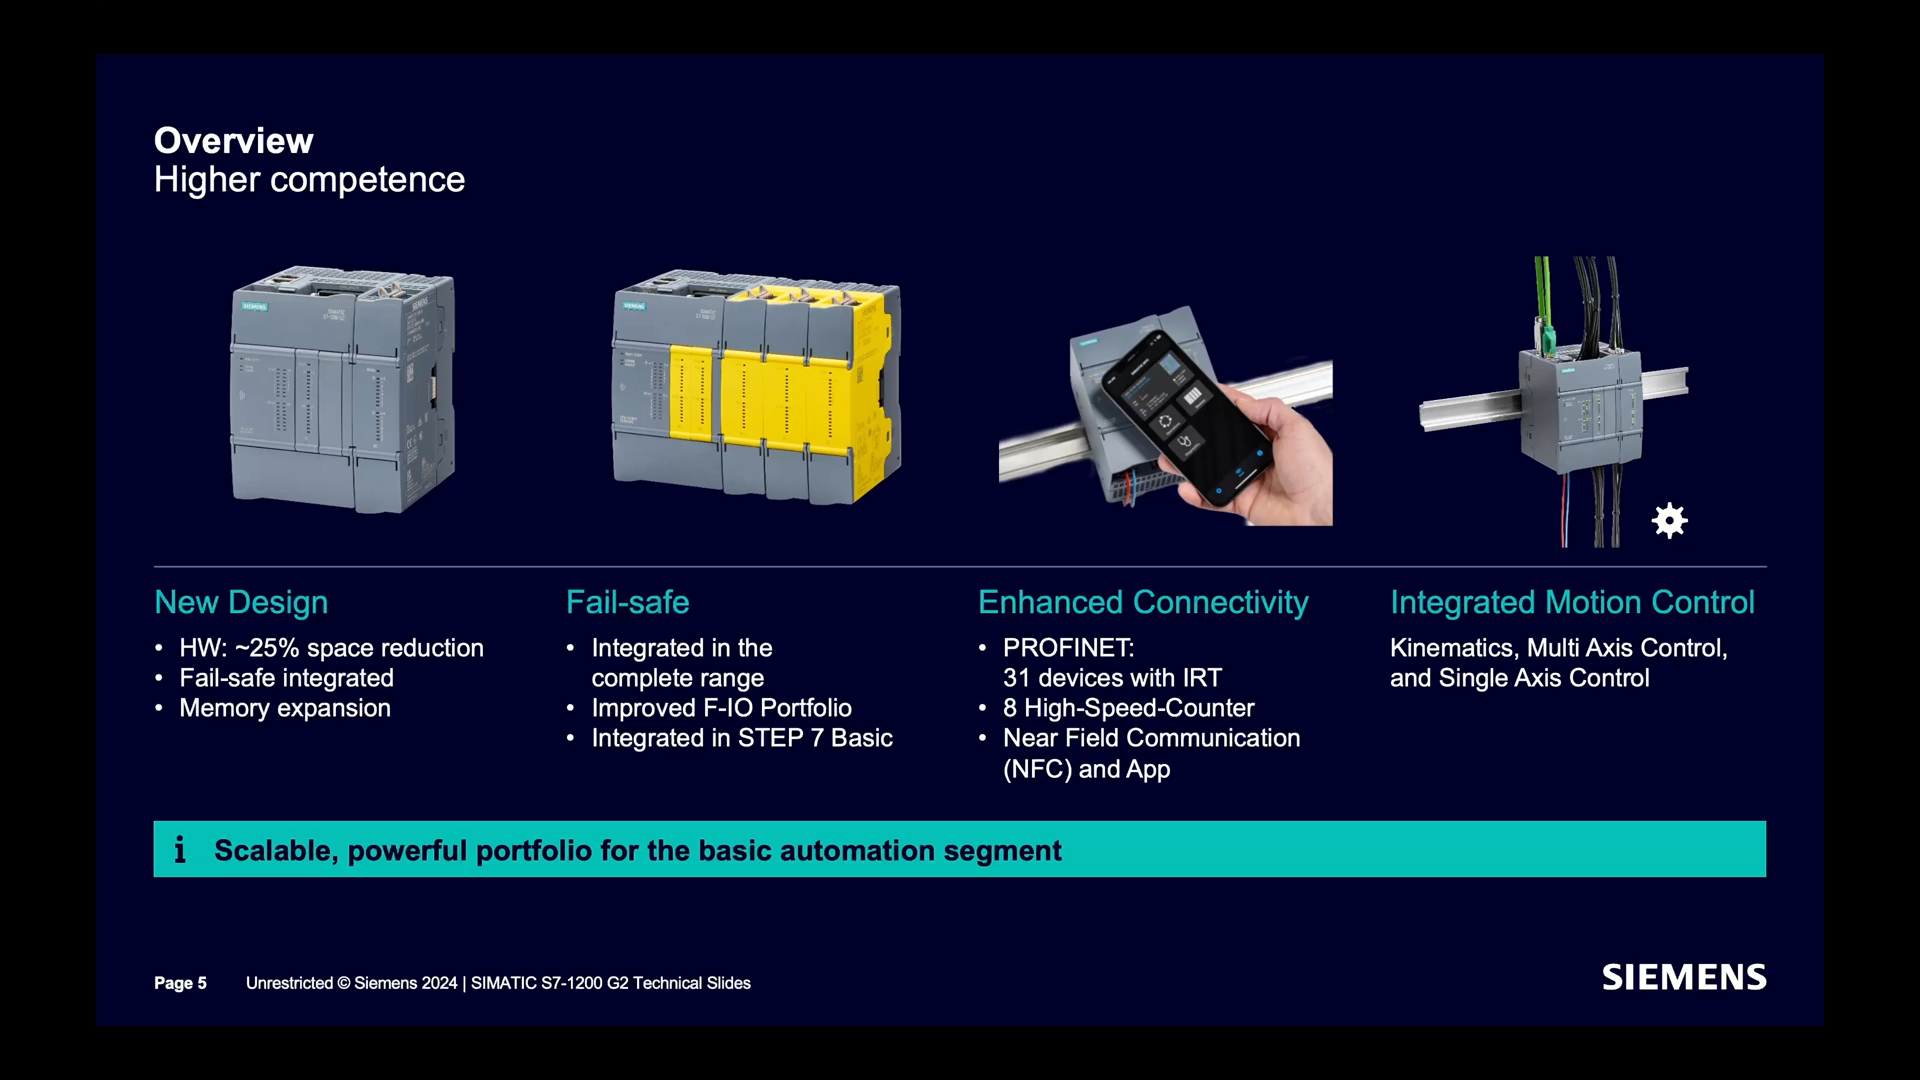 Overview
Higher competence
SIEMENS
SIEMENS
New Design
• HW: ~25% space reduction
• Fail-safe integrated
• Memory expansion
Fail-safe
• Integrated in the
complete range
• Improved F-IO Portfolio
• Integrated in STEP 7 Basic
Enhanced Connectivity
• PROFINET:
31 devices with IRT
• 8 High-Speed-Counter
• Near Field Communication
(NFC) and App
Integrated Motion Control
Kinematics, Multi Axis Control,
and Single Axis Control
i Scalable, powerful portfolio for the basic automation segment
Page 5 Unrestricted © Siemens 2024 | SIMATIC S7-1200 G2 Technical Slides
SIEMENS